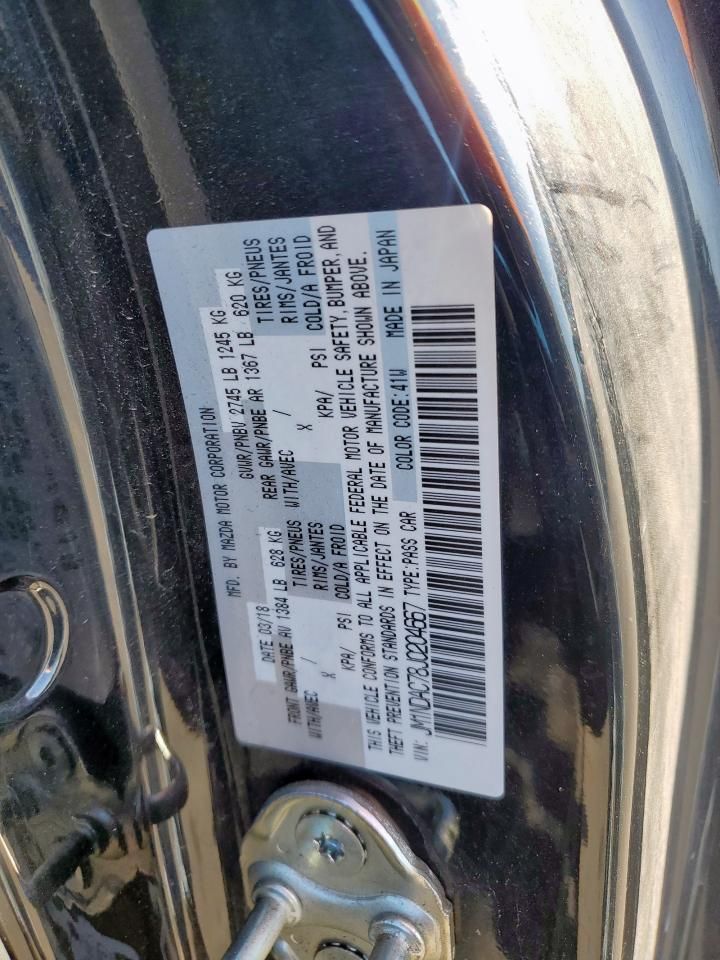 MFD. BY MAZDA MOTOR CORPORATION
DATE 03/18 GVWR/PNBV 2745 LB 1245 KG
FRONT GAWR/PNBE AV 1384 LB 628 KG REAR GAWR/PNBE AR 1367 LB 620 KG
WITH/AVEC / TIRES/PNEUS WITH/AVEC / TIRES/PNEUS
x RIMS/JANTES x RIMS/JANTES
KPA/ PSI COLD/A FROID KPA/ PSI COLD/A FROID
THIS VEHICLE CONFORMS TO ALL APPLICABLE FEDERAL MOTOR VEHICLE SAFETY, BUMPER, AND
THEFT PREVENTION STANDARDS IN EFFECT ON THE DATE OF MANUFACTURE SHOWN ABOVE.
VIN: JM1NDAC78J0204667 TYPE:PASS CAR COLOR CODE:41W MADE IN JAPAN